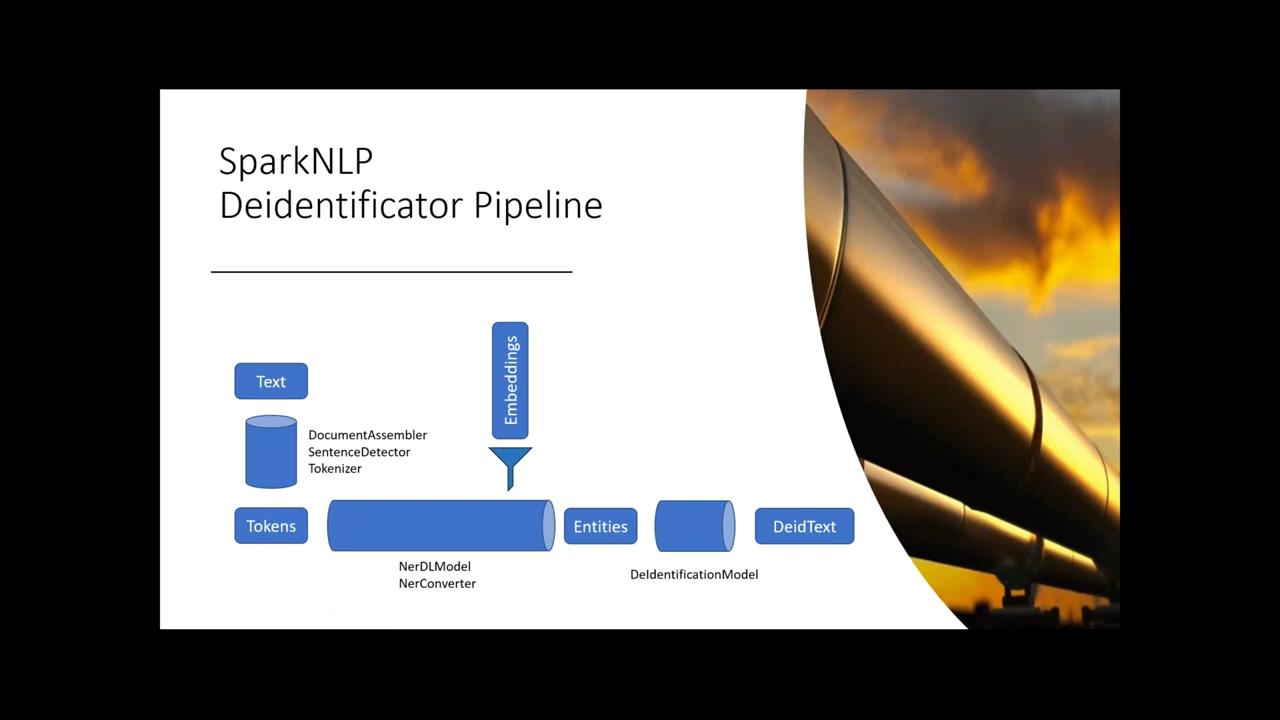 SparkNLP
Deidentificator Pipeline
Embeddings
Text
DocumentAssembler
SentenceDetector
Tokenizer
Tokens
Entities
DeidText
NerDLModel
NerConverter
DeIdentificationModel